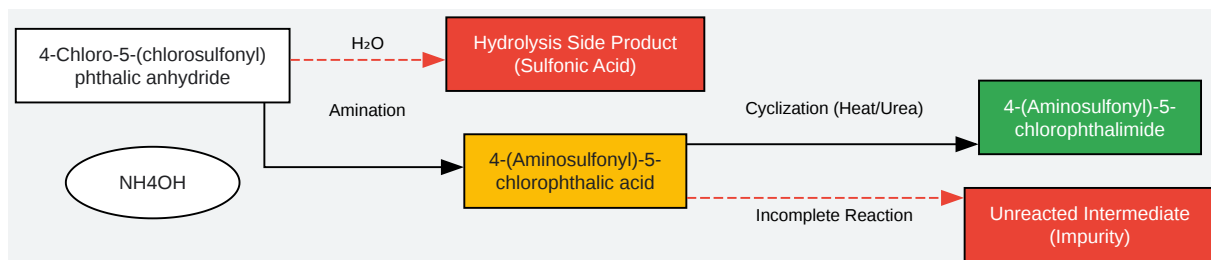 4-Chloro-5-(chlorosulfonyl)
phthalic anhydride
H₂O
Hydrolysis Side Product
(Sulfonic Acid)
Amination
NH4OH
4-(Aminosulfonyl)-5-
chlorophthalic acid
Cyclization (Heat/Urea)
4-(Aminosulfonyl)-5-
chlorophthalimide
Incomplete Reaction
Unreacted Intermediate
(Impurity)